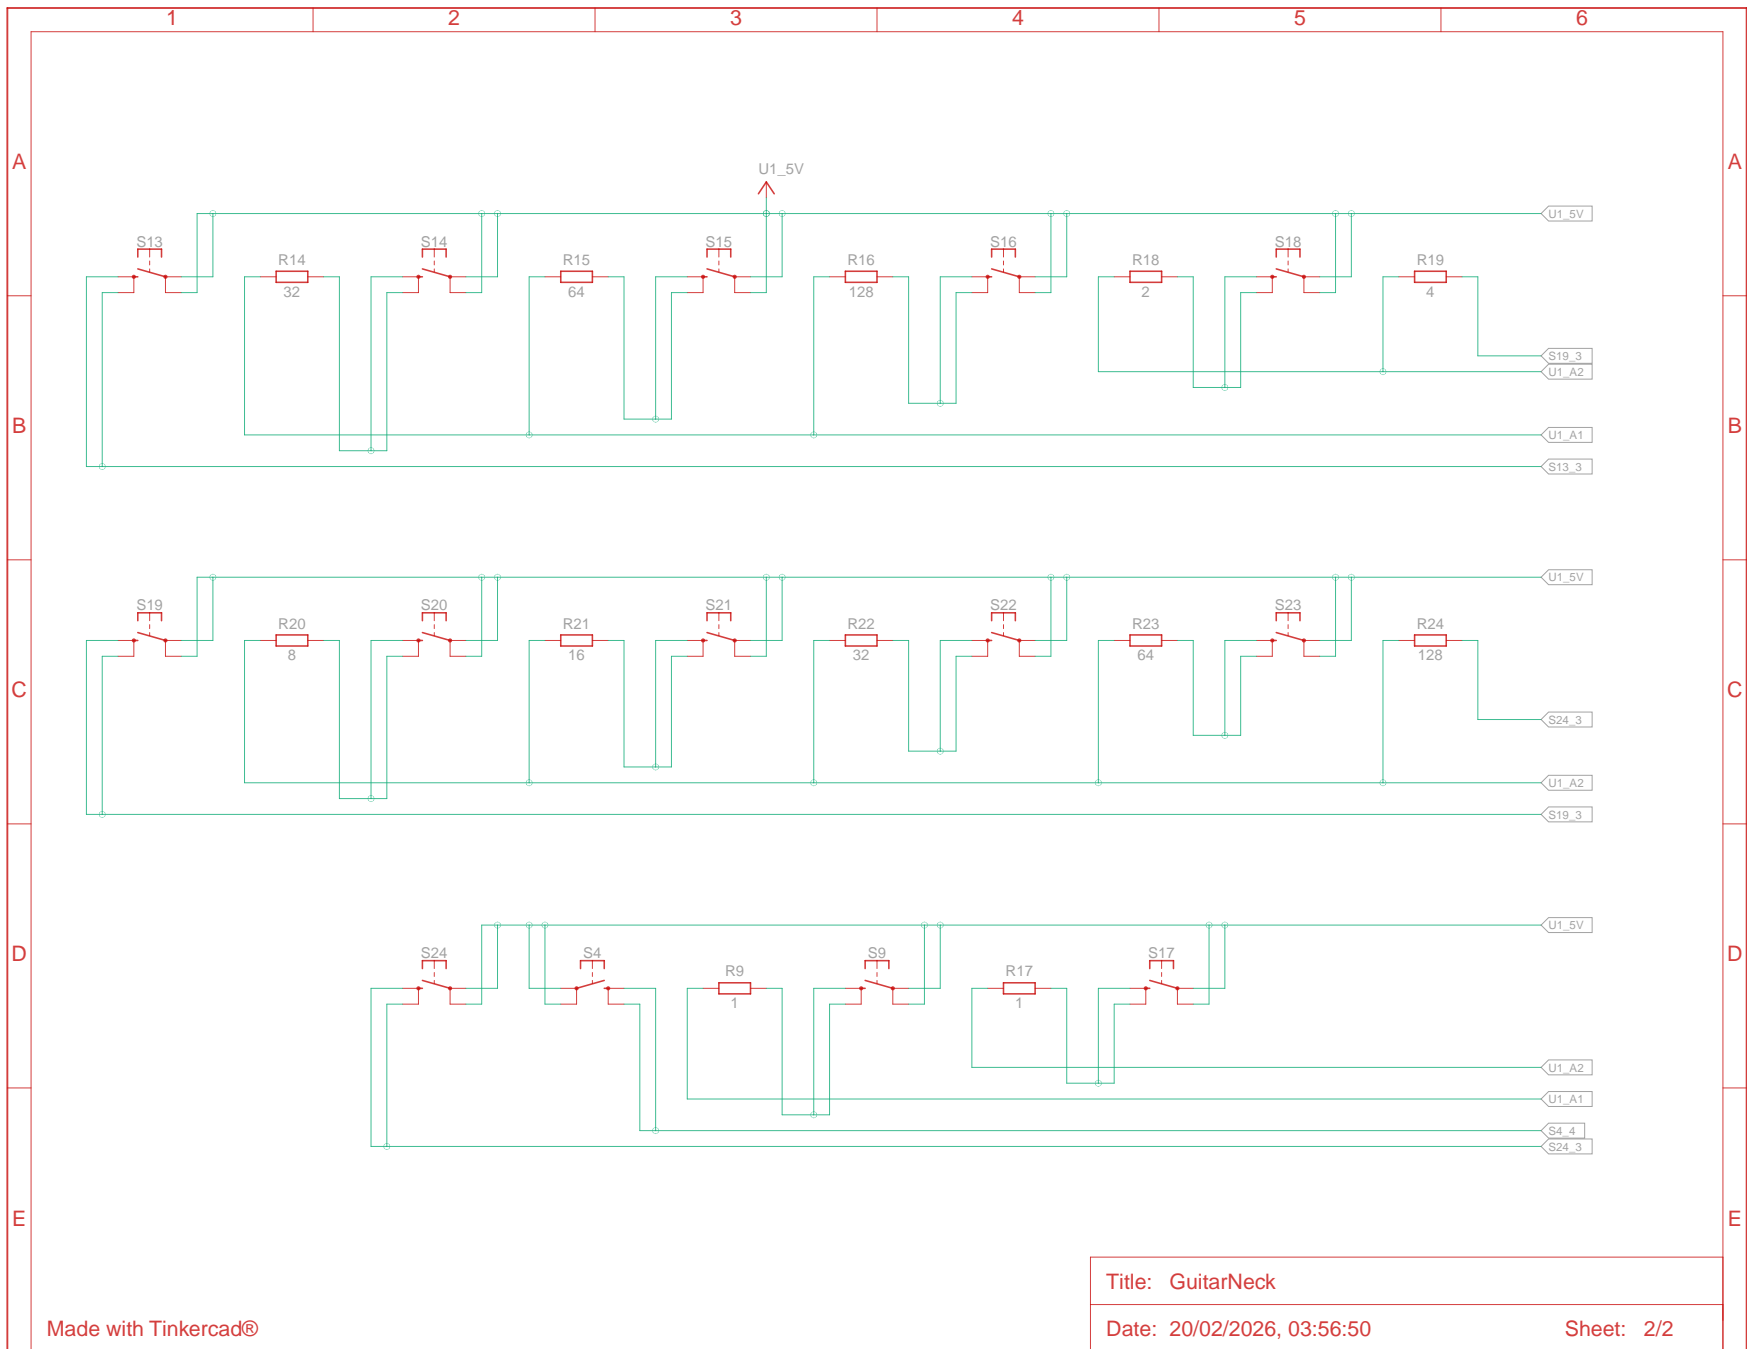 1 2 3 4 5 6
A A
U1_5V
U1_5V
S13 S14 S15 S16 S18
R14 R15 R16 R18 R19
32 64 128 2 4
S19_3
U1_A2
B B
U1_A1
S13_3
U1_5V
S19 S20 S21 S22 S23
R20 R21 R22 R23 R24
8 16 32 64 128
C C
S24_3
U1_A2
S19_3
U1_5V
D D
S24 S4 S9 S17
R9 R17
1 1
U1_A2
U1_A1
S4_4
S24_3
E E
Title: GuitarNeck
Made with Tinkercad®
Date: 20/02/2026, 03:56:50 Sheet: 2/2